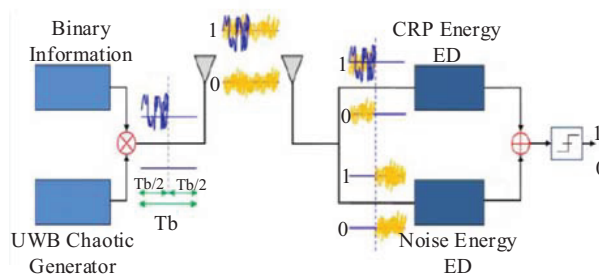 Binary
Information
UWB Chaotic
Generator
Tb/2 Tb/2
Tb
1
0
1
0
1
0
CRP Energy
ED
Noise Energy
ED
1
0